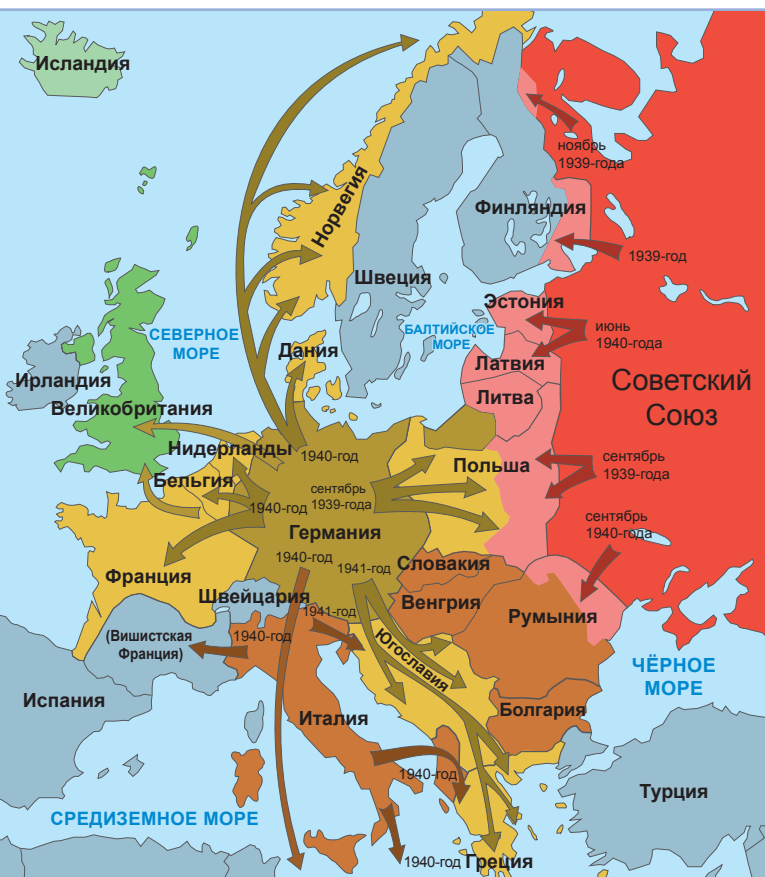 Исландия
ноябрь
1939-года
Норвегия
Финляндия
1939-год
Швеция
Эстония
СЕВЕРНОЕ
МОРЕ
БАЛТИЙСКОЕ
МОРЕ
июнь
1940-года
Дания
Латвия
Ирландия
Литва
Советский
Союз
Великобритания
Нидерланды
1940-год
Польша
сентябрь
1939-года
Бельгия
сентябрь
1939-года
1940-год
сентябрь
1940-года
Германия
1940-год
1941-год
Словакия
Франция
Швейцария
Венгрия
1941-год
Румыния
(Вишистская
Франция)
1940-год
Югославия
ЧЁРНОЕ
МОРЕ
Испания
Италия
Болгария
1940-год
Турция
СРЕДИЗЕМНОЕ МОРЕ
1940-год
Греция